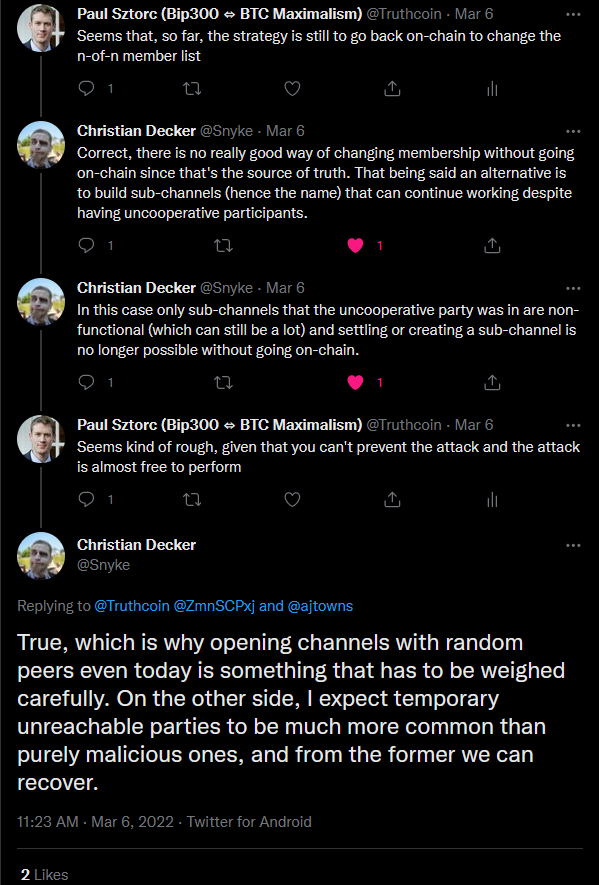 Paul Sztorc (Bip300 ⇔ BTC Maximalism) @Truthcoin · Mar 6
Seems that, so far, the strategy is still to go back on-chain to change the
n-of-n member list
1
Christian Decker @Snyke · Mar 6
Correct, there is no really good way of changing membership without going
on-chain since that's the source of truth. That being said an alternative is
to build sub-channels (hence the name) that can continue working despite
having uncooperative participants.
1 1
Christian Decker @Snyke · Mar 6
In this case only sub-channels that the uncooperative party was in are non-
functional (which can still be a lot) and settling or creating a sub-channel is
no longer possible without going on-chain.
1 1
Paul Sztorc (Bip300 ⇔ BTC Maximalism) @Truthcoin · Mar 6
Seems kind of rough, given that you can't prevent the attack and the attack
is almost free to perform
1
Christian Decker
@Snyke
Replying to @Truthcoin @ZmnSCPxj and @ajtowns
True, which is why opening channels with random
peers even today is something that has to be weighed
carefully. On the other side, I expect temporary
unreachable parties to be much more common than
purely malicious ones, and from the former we can
recover.
11:23 AM · Mar 6, 2022 · Twitter for Android
2 Likes